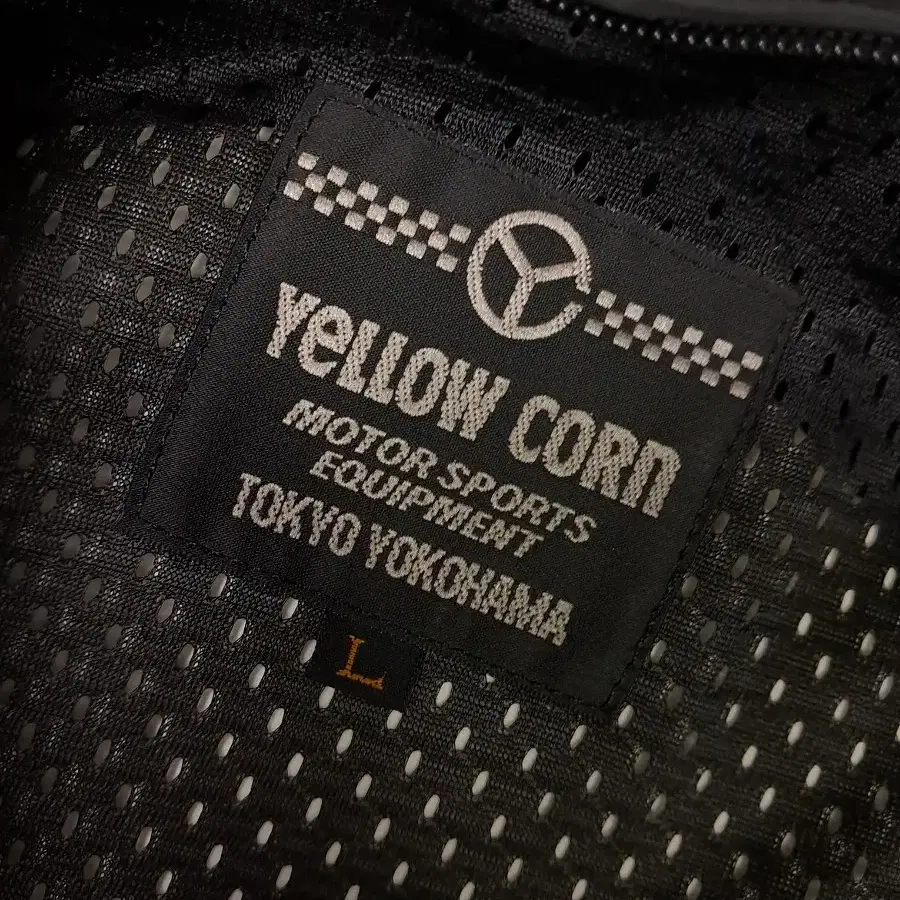 YeLLOW CORN
MOTOR SPORTS
EQUIPMENT
TOKYO YOKOHAMA
L